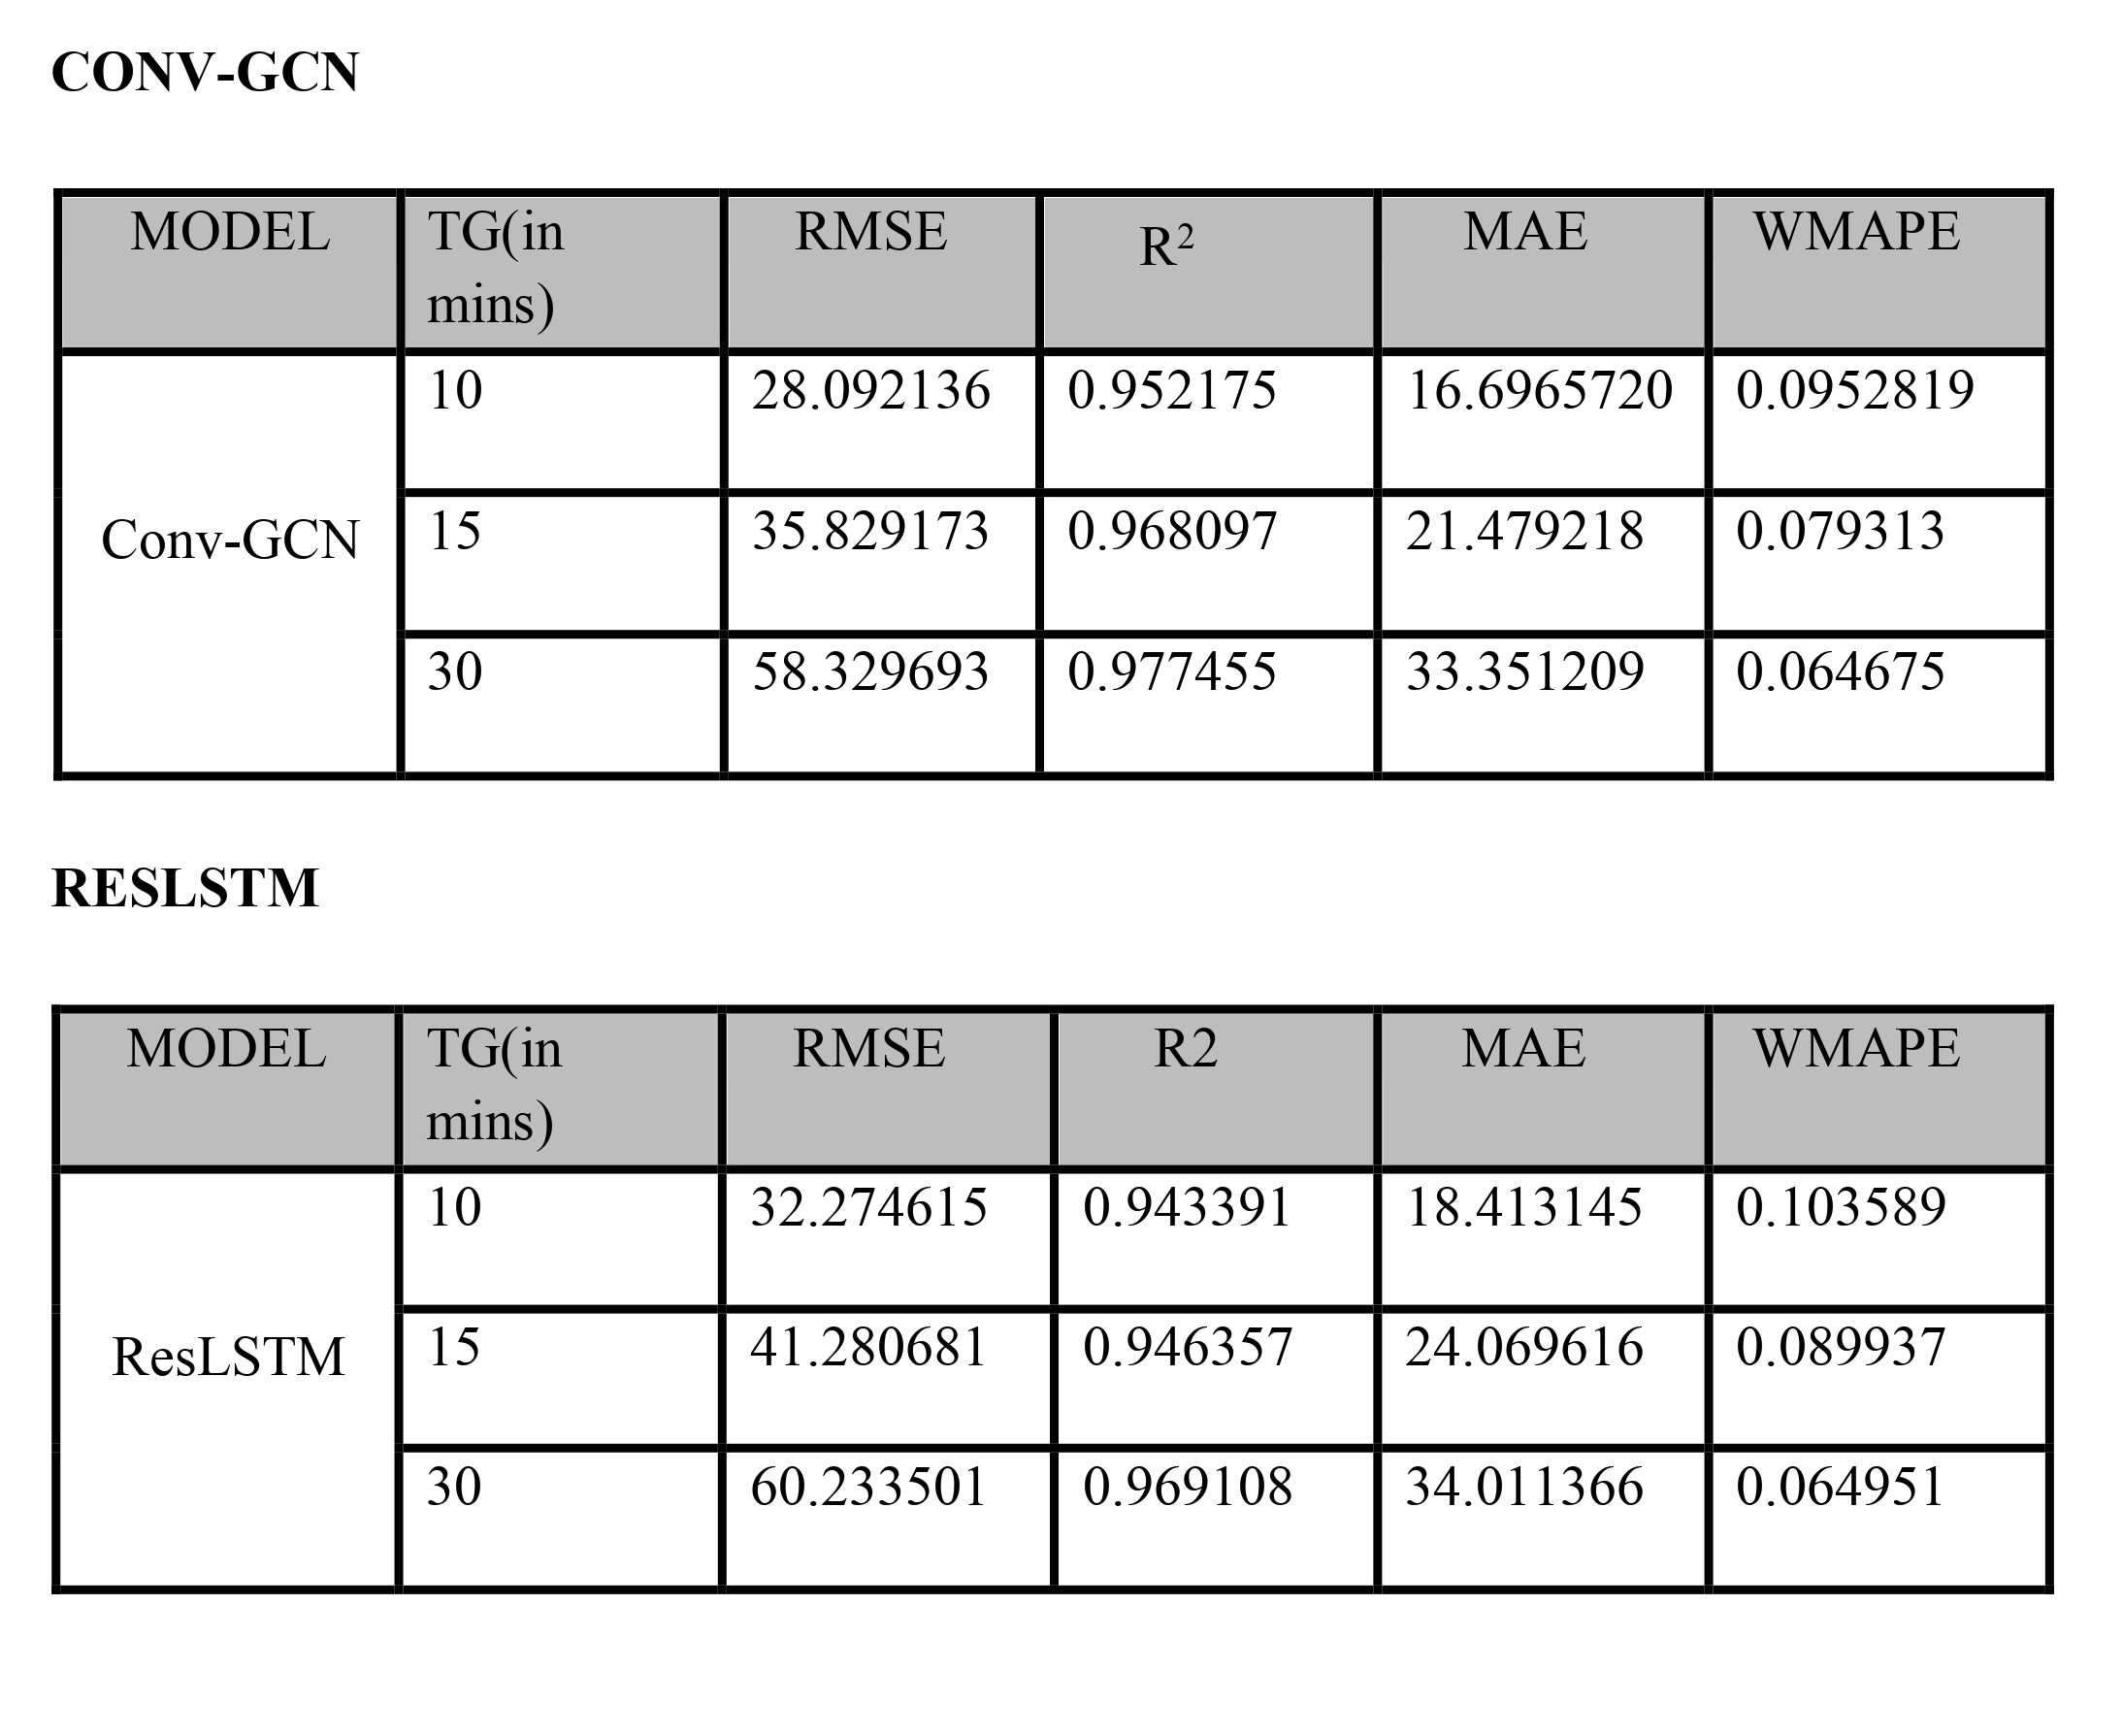 CONV-GCN
MODEL TG(in mins) RMSE R² MAE WMAPE
Conv-GCN
10 28.092136 0.952175 16.6965720 0.0952819
15 35.829173 0.968097 21.479218 0.079313
30 58.329693 0.977455 33.351209 0.064675
RESLSTM
MODEL TG(in mins) RMSE R2 MAE WMAPE
ResLSTM
10 32.274615 0.943391 18.413145 0.103589
15 41.280681 0.946357 24.069616 0.089937
30 60.233501 0.969108 34.011366 0.064951